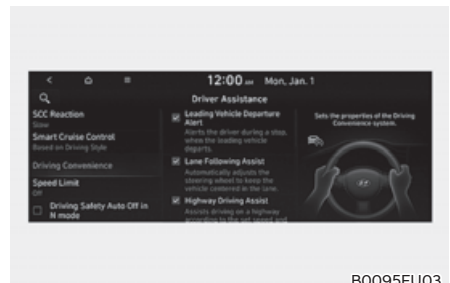 12:00 Mon, Jan. 1
Driver Assistance
SCC Reaction
Slow
Smart Cruise Control
Based on Driving Style
Driving Convenience
Speed Limit
Off
Driving Safety Auto Off in
N mode
Leading Vehicle Departure
Alert
Alerts the driver during a stop,
when the leading vehicle
departs.
Lane Following Assist
Automatically adjusts the
steering wheel to keep the
vehicle centered in the lane.
Highway Driving Assist
Assists driving on a highway
according to the set speed and
Sets the properties of the Driving
Convenience system.
B0095EU03